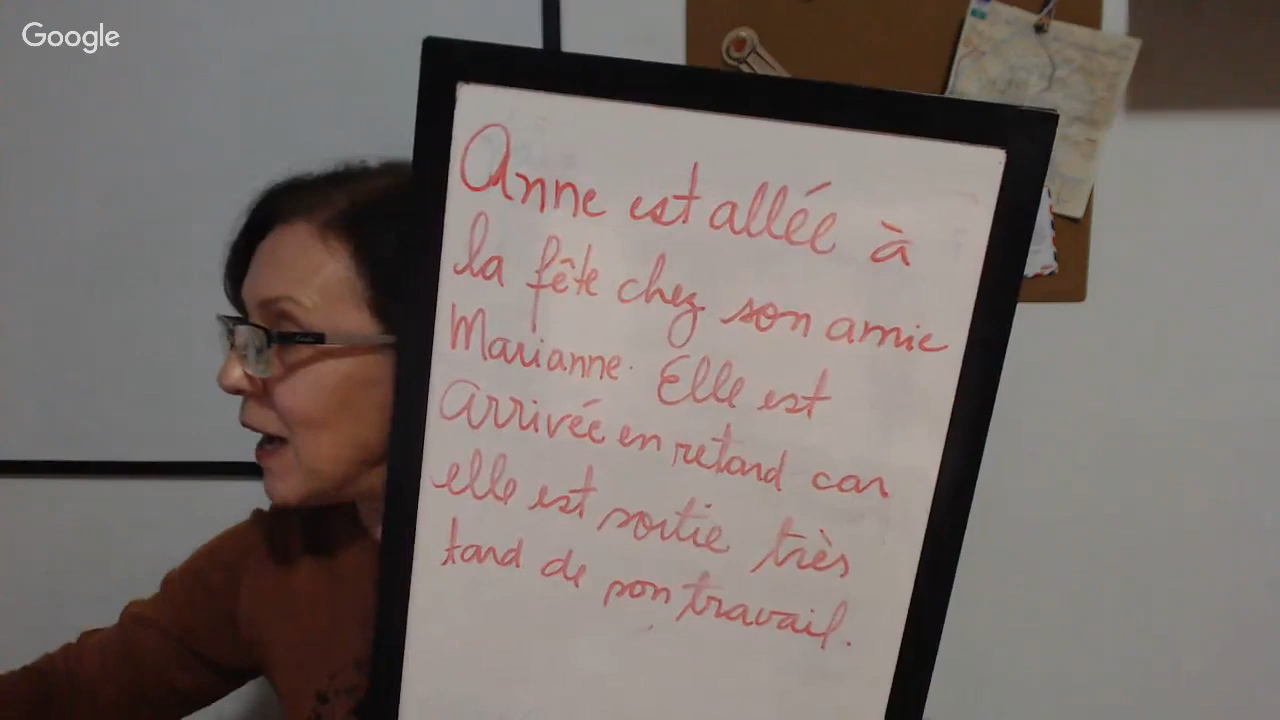 Google
Anne est allée à
la fête chez son amie
Marianne. Elle est
arrivée en retard car
elle est sortie très
tard de son travail.